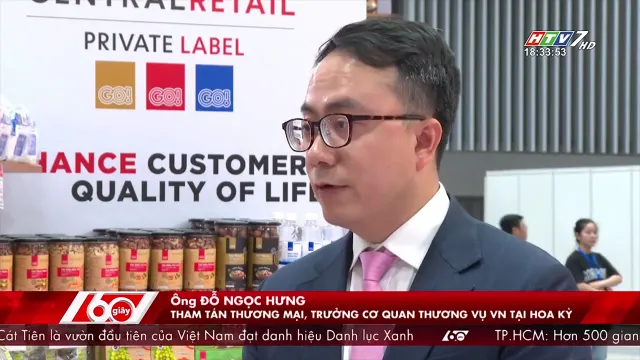 CENTRALRETAIL
PRIVATE LABEL
GO! GO! GO!
HTV7 HD
18:33:53
HANCE CUSTOMER
QUALITY OF LIFE
60 giây
Ông ĐỖ NGỌC HƯNG
THAM TÁN THƯƠNG MẠI, TRƯỞNG CƠ QUAN THƯƠNG VỤ VN TẠI HOA KỲ
Cát Tiên là vườn đầu tiên của Việt Nam đạt danh hiệu Danh lục Xanh 60 TP.HCM: Hơn 500 gian